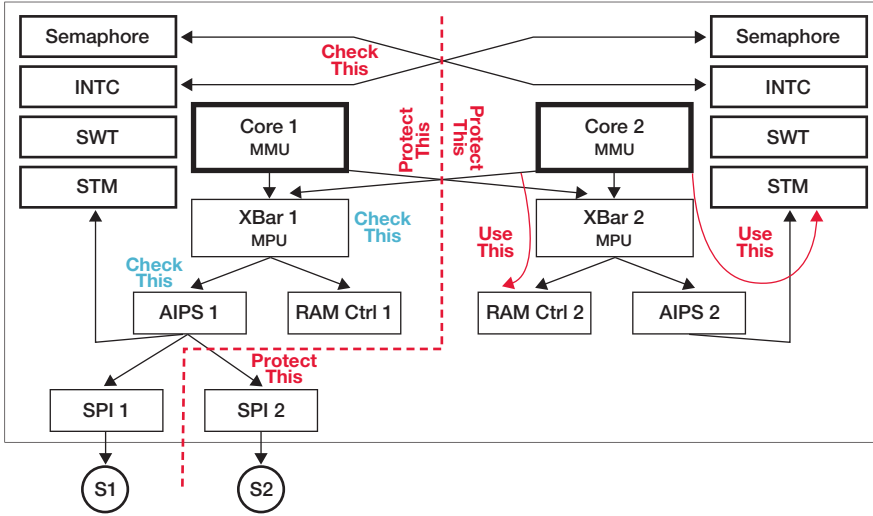 Semaphore
Semaphore
Check
This
INTC
INTC
Core 1
MMU
Protect
This
Protect
This
Core 2
MMU
SWT
SWT
STM
STM
XBar 1
MPU
Check
This
XBar 2
MPU
Use
This
Use
This
Check
This
AIPS 1
RAM Ctrl 1
RAM Ctrl 2
AIPS 2
Protect
This
SPI 1
SPI 2
S1
S2